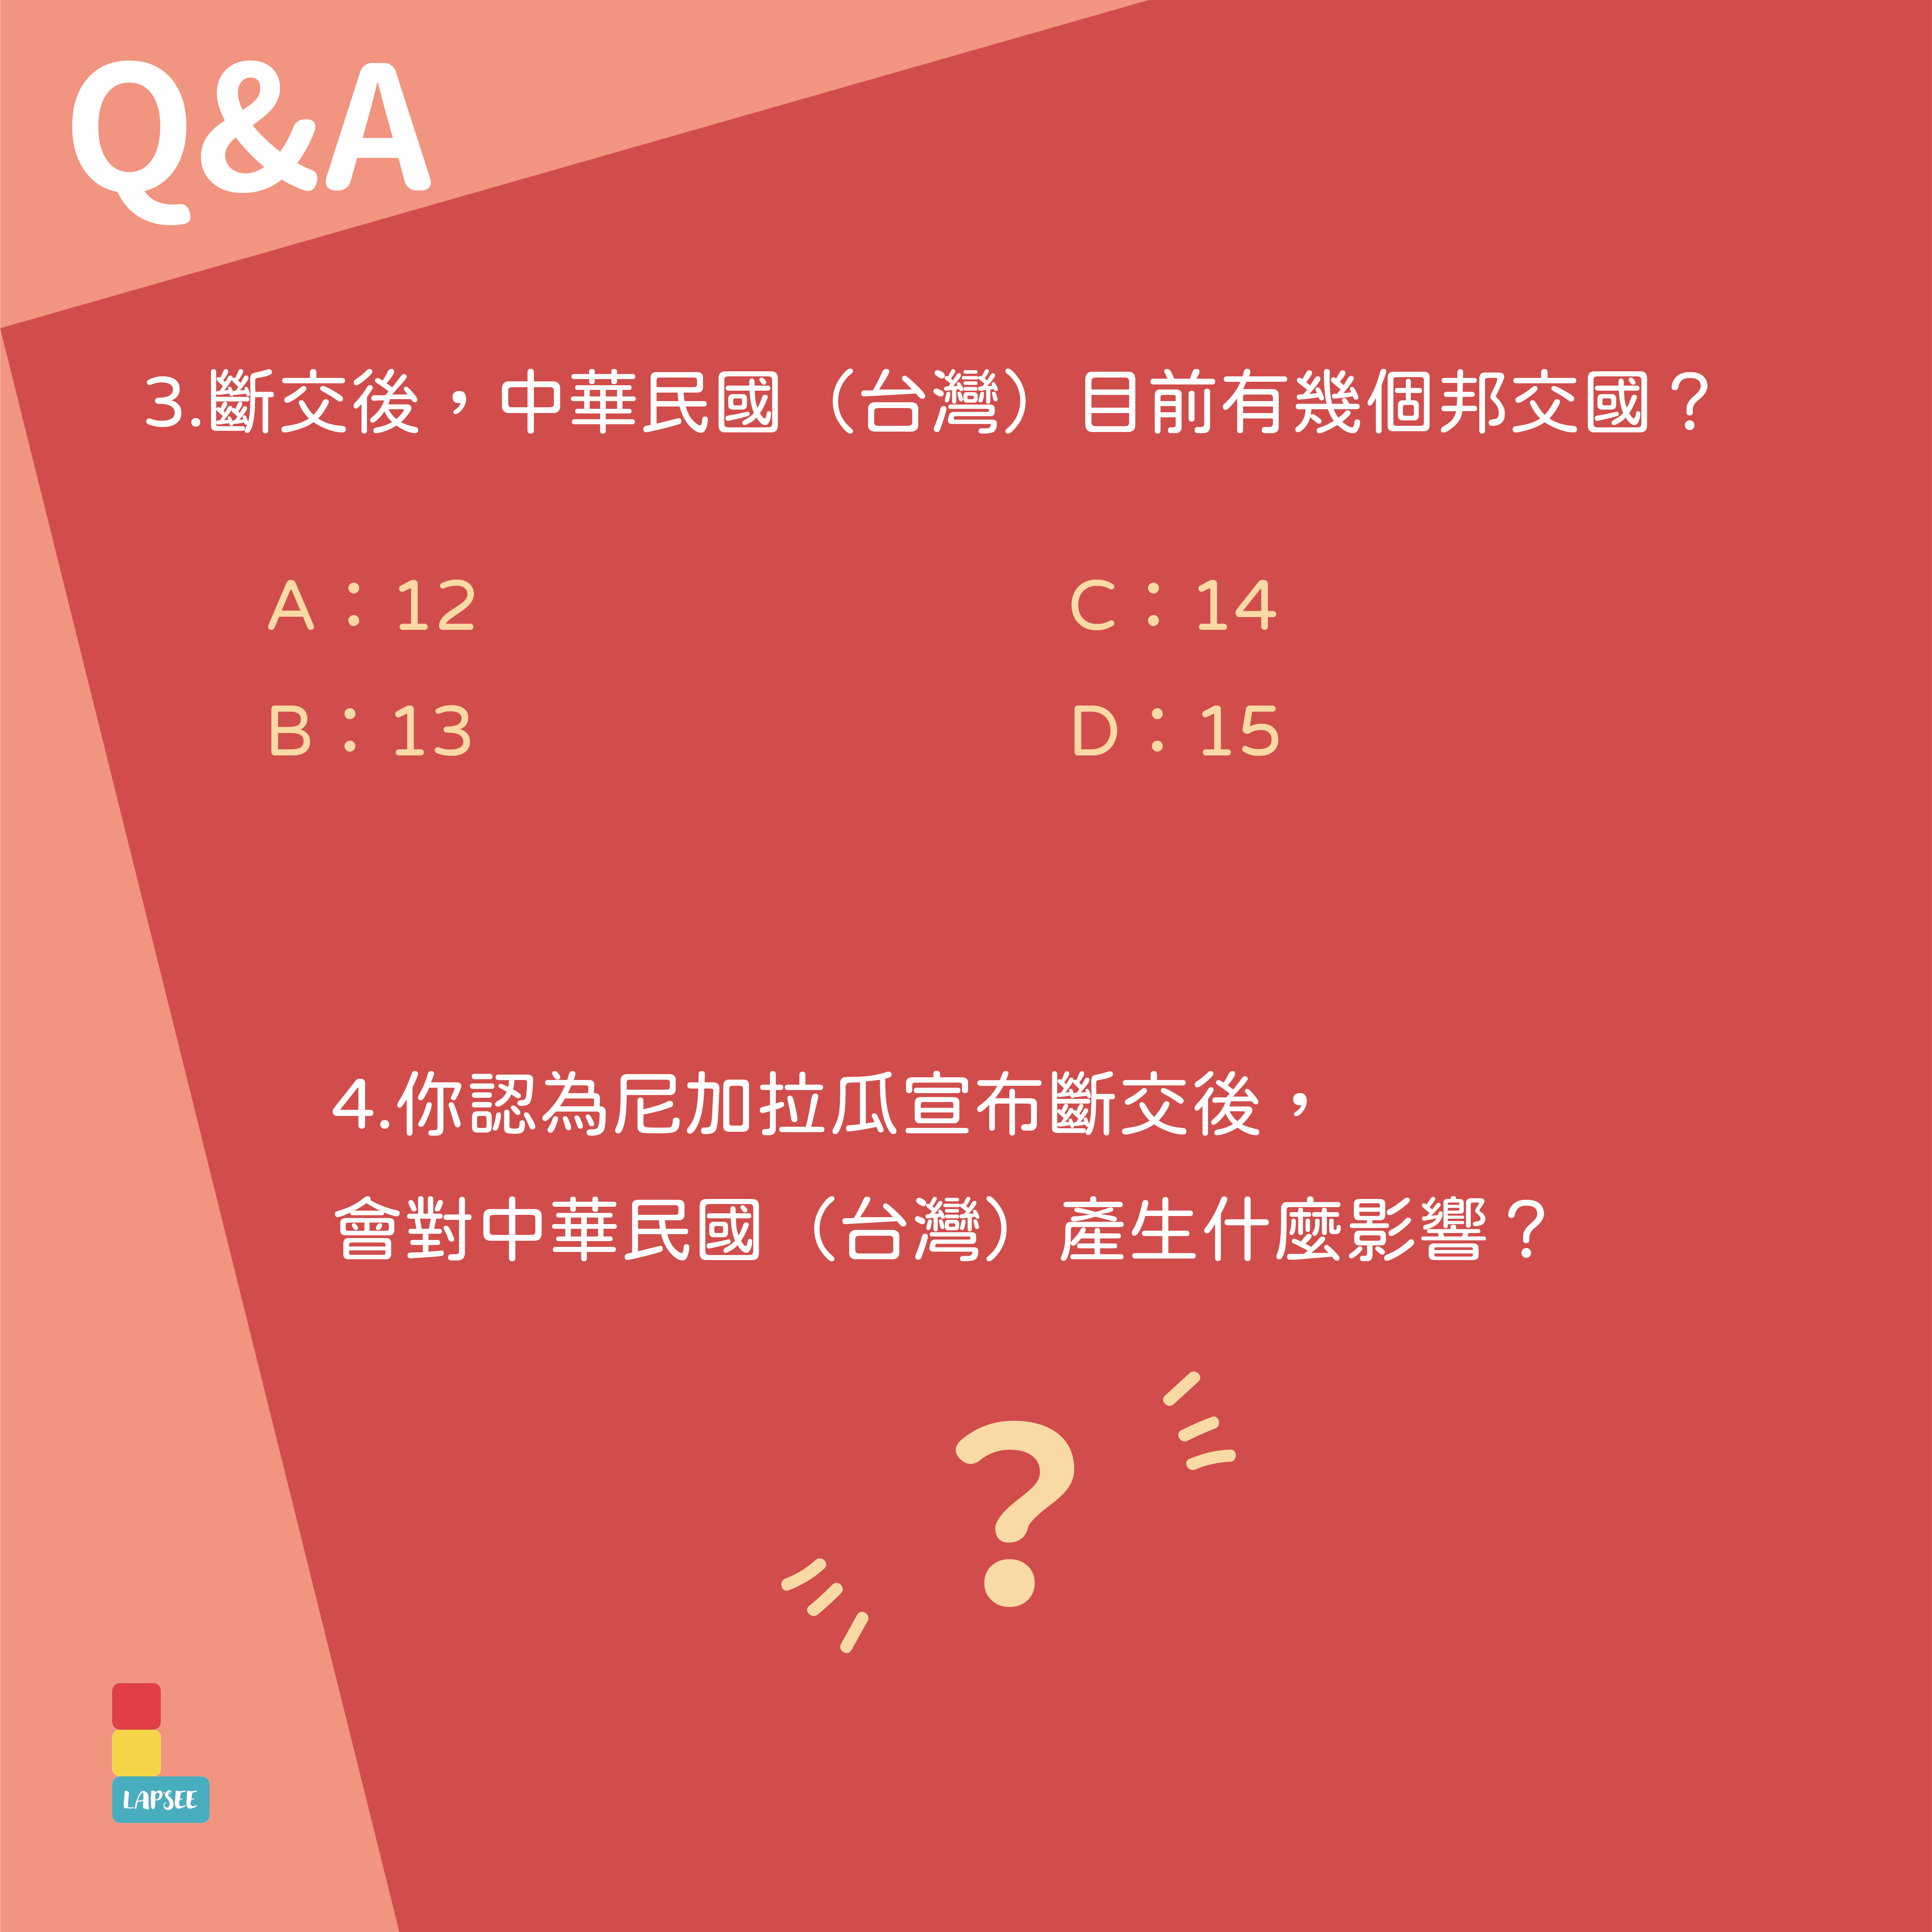 Q&A
3.斷交後，中華民國（台灣）目前有幾個邦交國？
A：12
C：14
B：13
D：15
4.你認為尼加拉瓜宣布斷交後，
會對中華民國（台灣）產生什麼影響？
?
LAPSEE